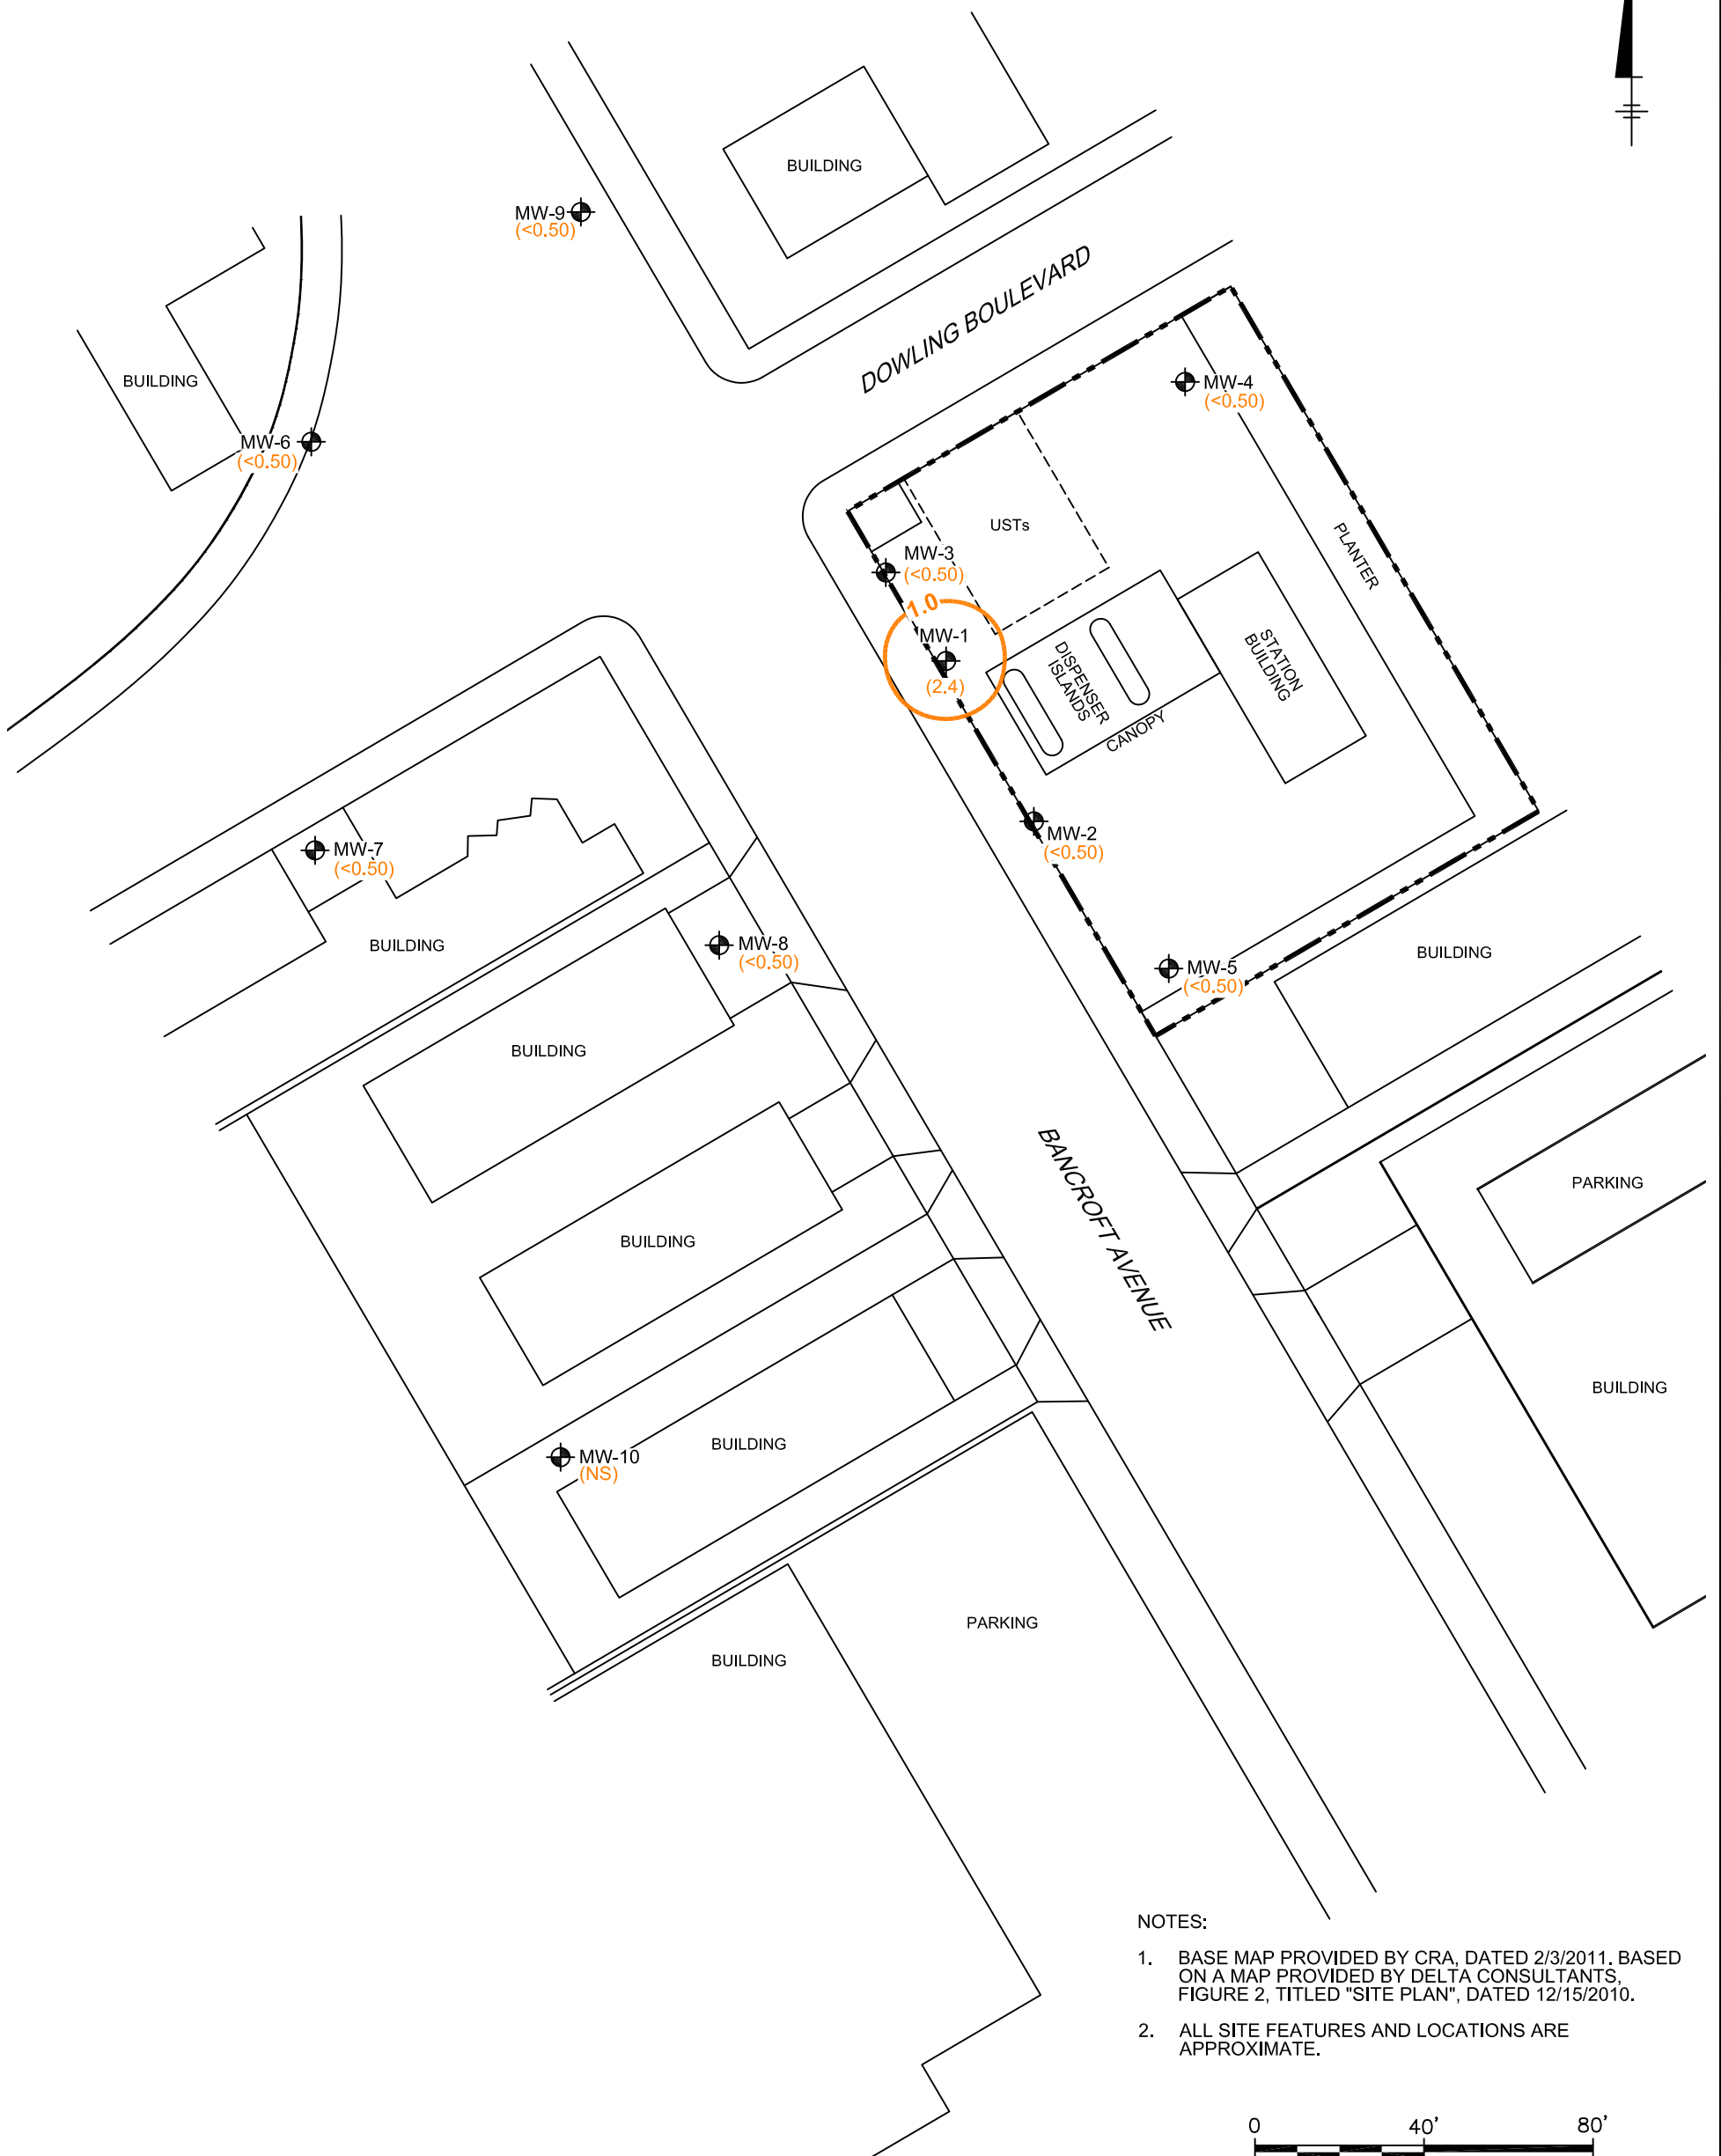 BUILDING
MW-9
(<0.50)
DOWLING BOULEVARD
BUILDING
MW-4
(<0.50)
MW-6
(<0.50)
USTs
PLANTER
MW-3
(<0.50)
1.0
MW-1
(2.4)
DISPENSER
ISLANDS
STATION
BUILDING
CANOPY
MW-2
(<0.50)
MW-7
(<0.50)
BUILDING
MW-8
(<0.50)
BUILDING
MW-5
(<0.50)
BUILDING
BANCROFT AVENUE
PARKING
BUILDING
BUILDING
BUILDING
MW-10
(NS)
PARKING
BUILDING
NOTES:
1. BASE MAP PROVIDED BY CRA, DATED 2/3/2011. BASED
ON A MAP PROVIDED BY DELTA CONSULTANTS,
FIGURE 2, TITLED "SITE PLAN", DATED 12/15/2010.
2. ALL SITE FEATURES AND LOCATIONS ARE
APPROXIMATE.
0 40' 80'